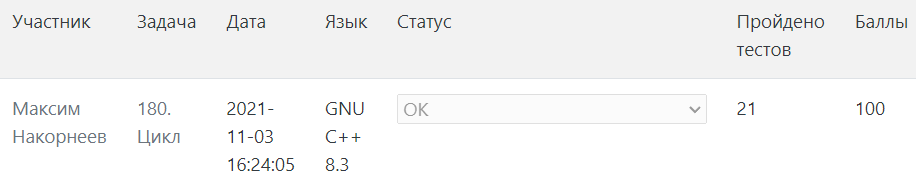 Участник Задача Дата Язык Статус Пройдено тестов Баллы
Максим Накорнеев 180. Цикл 2021-11-03 16:24:05 GNU C++ 8.3 OK 21 100